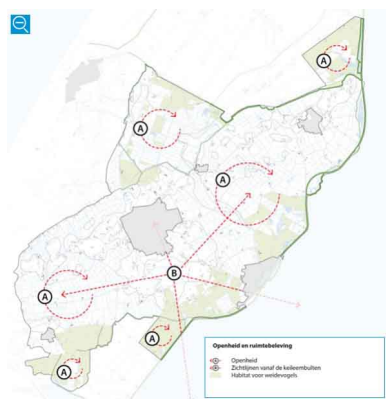 A
A
A
B
A
A
A
Openheid en ruimtebeleving
Openheid
Zichtlijnen vanaf de keileembulten
Habitat voor weidevogels